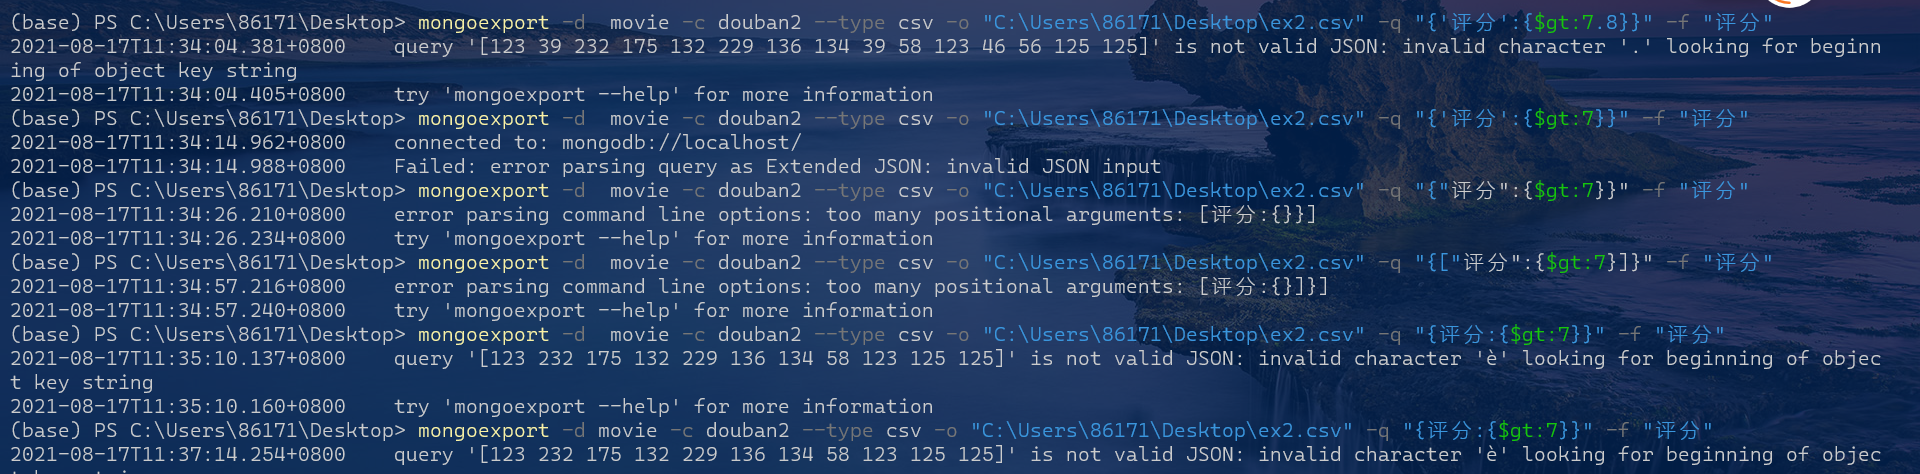 (base) PS C:\Users\86171\Desktop> mongoexport -d  movie -c douban2 --type csv -o "C:\Users\86171\Desktop\ex2.csv" -q "{'评分':{$gt:7.8}}" -f "评分"
2021-08-17T11:34:04.381+0800    query '[123 39 232 175 132 229 136 134 39 58 123 46 56 125 125]' is not valid JSON: invalid character '.' looking for beginn
ing of object key string
2021-08-17T11:34:04.405+0800    try 'mongoexport --help' for more information
(base) PS C:\Users\86171\Desktop> mongoexport -d  movie -c douban2 --type csv -o "C:\Users\86171\Desktop\ex2.csv" -q "{'评分':{$gt:7}}" -f "评分"
2021-08-17T11:34:14.962+0800    connected to: mongodb://localhost/
2021-08-17T11:34:14.988+0800    Failed: error parsing query as Extended JSON: invalid JSON input
(base) PS C:\Users\86171\Desktop> mongoexport -d  movie -c douban2 --type csv -o "C:\Users\86171\Desktop\ex2.csv" -q "{"评分":{$gt:7}}" -f "评分"
2021-08-17T11:34:26.210+0800    error parsing command line options: too many positional arguments: [评分:{}}]
2021-08-17T11:34:26.234+0800    try 'mongoexport --help' for more information
(base) PS C:\Users\86171\Desktop> mongoexport -d  movie -c douban2 --type csv -o "C:\Users\86171\Desktop\ex2.csv" -q "{["评分":{$gt:7}]}" -f "评分"
2021-08-17T11:34:57.216+0800    error parsing command line options: too many positional arguments: [评分:{}]}]
2021-08-17T11:34:57.240+0800    try 'mongoexport --help' for more information
(base) PS C:\Users\86171\Desktop> mongoexport -d  movie -c douban2 --type csv -o "C:\Users\86171\Desktop\ex2.csv" -q "{评分:{$gt:7}}" -f "评分"
2021-08-17T11:35:10.137+0800    query '[123 232 175 132 229 136 134 58 123 125 125]' is not valid JSON: invalid character 'è' looking for beginning of objec
t key string
2021-08-17T11:35:10.160+0800    try 'mongoexport --help' for more information
(base) PS C:\Users\86171\Desktop> mongoexport -d movie -c douban2 --type csv -o "C:\Users\86171\Desktop\ex2.csv" -q "{评分:{$gt:7}}" -f "评分"
2021-08-17T11:37:14.254+0800    query '[123 232 175 132 229 136 134 58 123 125 125]' is not valid JSON: invalid character 'è' looking for beginning of objec